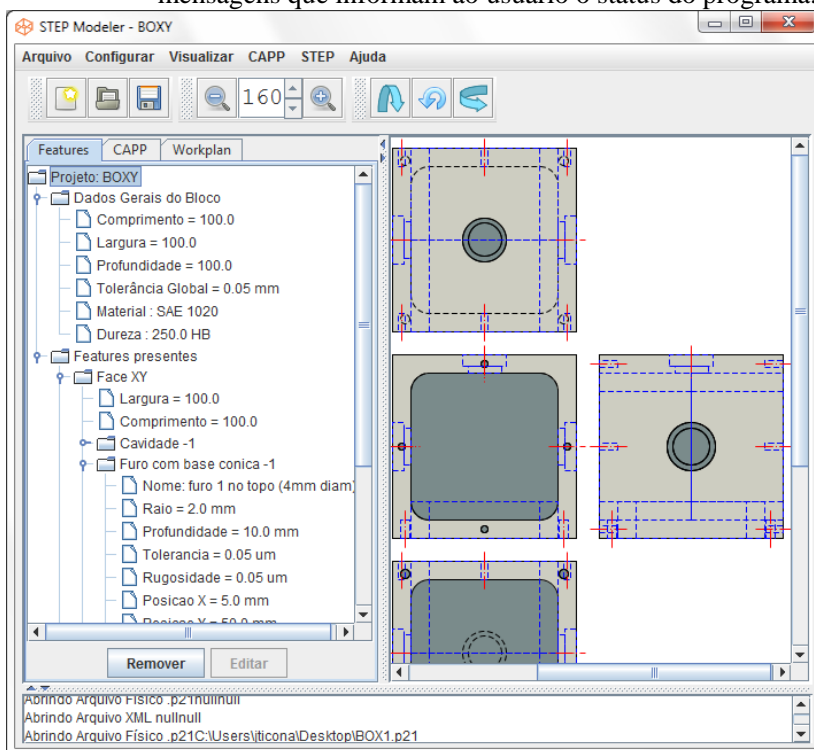 mensagens que informam ao usuário o status do programa.
STEP Modeler - BOXY
Arquivo Configurar Visualizar CAPP STEP Ajuda
160
Features CAPP Workplan
Projeto: BOXY
Dados Gerais do Bloco
Comprimento = 100.0
Largura = 100.0
Profundidade = 100.0
Tolerância Global = 0.05 mm
Material : SAE 1020
Dureza : 250.0 HB
Features presentes
Face XY
Largura = 100.0
Comprimento = 100.0
Cavidade -1
Furo com base conica -1
Nome: furo 1 no topo (4mm diam)
Raio = 2.0 mm
Profundidade = 10.0 mm
Tolerancia = 0.05 um
Rugosidade = 0.05 um
Posicao X = 5.0 mm
Posicao Y = 50.0 mm
Remover Editar
Abrindo Arquivo Físico .p21nullnull
Abrindo Arquivo XML nullnull
Abrindo Arquivo Físico .p21C:\Users\jticona\Desktop\BOX1.p21